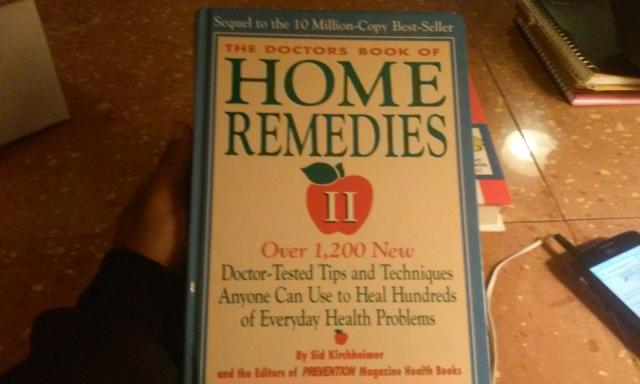 Sequel to the 10 Million-Copy Best-Seller
THE DOCTORS BOOK OF
HOME
REMEDIES
II
Over 1,200 New
Doctor-Tested Tips and Techniques
Anyone Can Use to Heal Hundreds
of Everyday Health Problems
By Sid Kirchheimer
and the Editors of PREVENTION Magazine Health Books